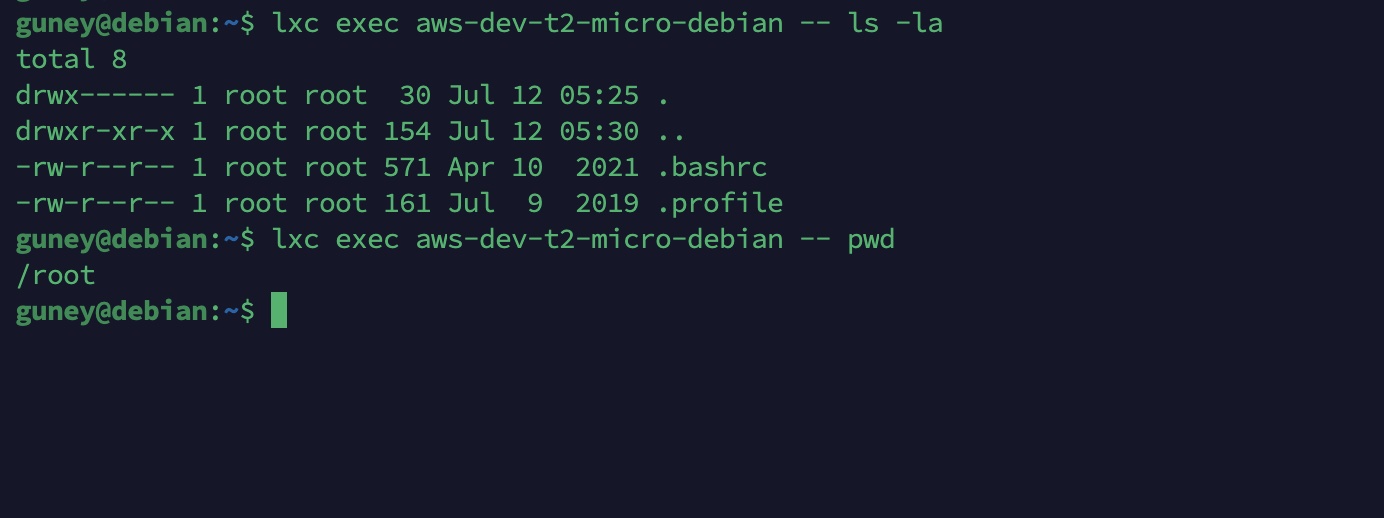 guney@debian:~$ lxc exec aws-dev-t2-micro-debian -- ls -la
total 8
drwx------ 1 root root  30 Jul 12 05:25 .
drwxr-xr-x 1 root root 154 Jul 12 05:30 ..
-rw-r--r-- 1 root root 571 Apr 10  2021 .bashrc
-rw-r--r-- 1 root root 161 Jul  9  2019 .profile
guney@debian:~$ lxc exec aws-dev-t2-micro-debian -- pwd
/root
guney@debian:~$